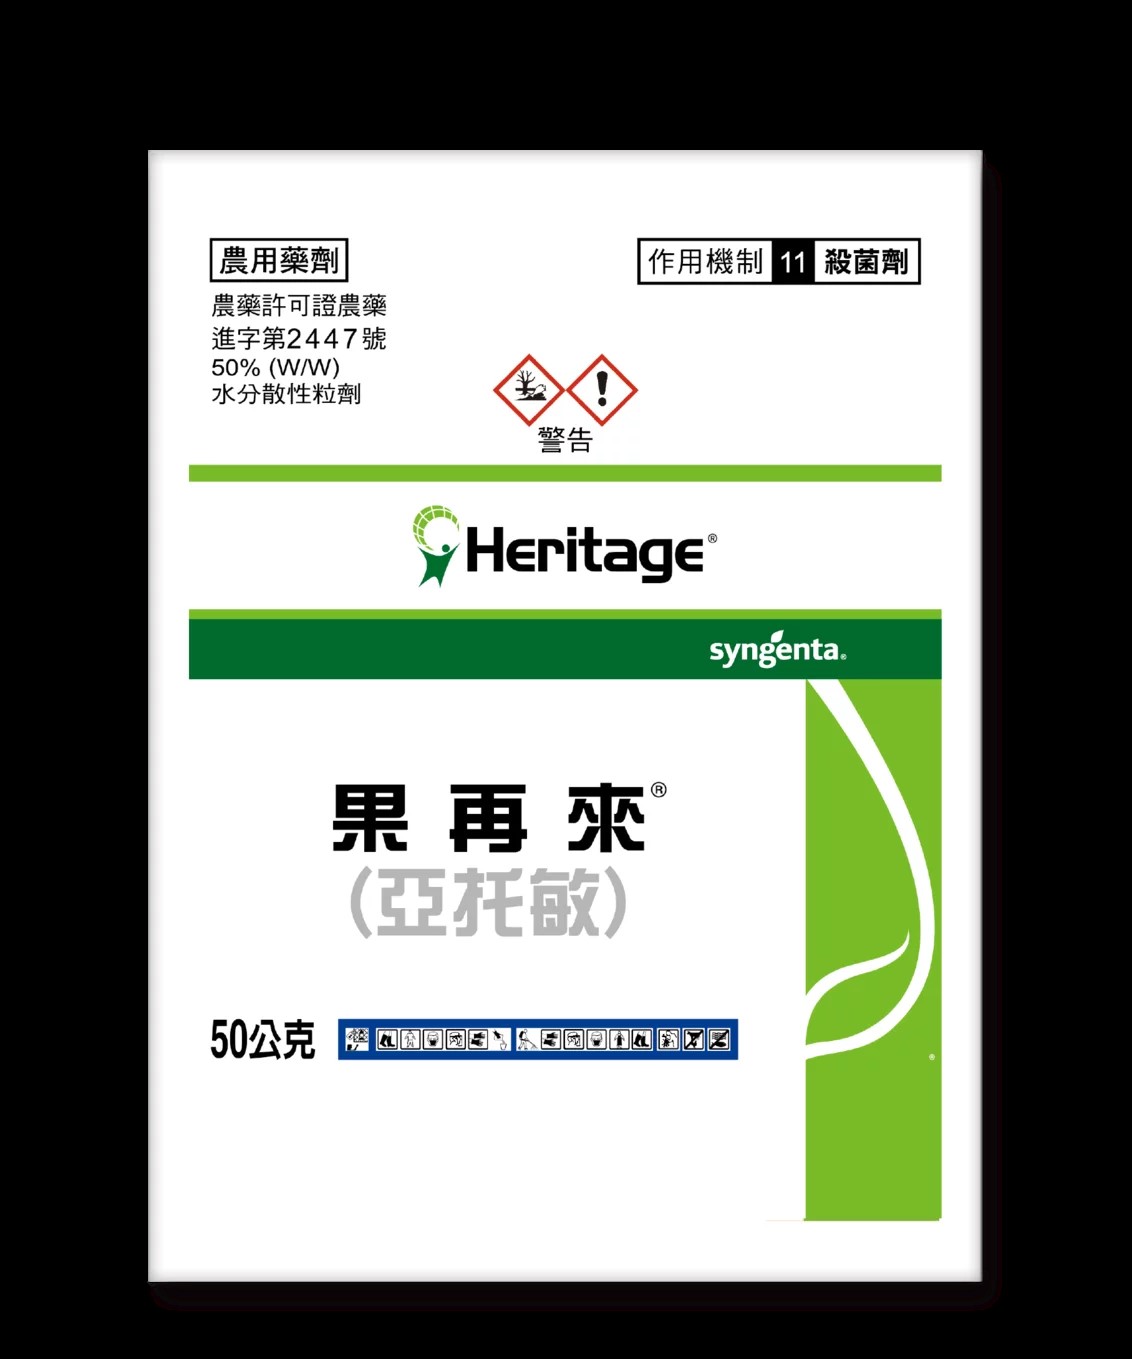 農用藥劑
作用機制 11 殺菌劑
農藥許可證農藥
進字第2447號
50% (W/W)
水分散性粒劑
警告
Heritage®
syngenta®
果再來®
(亞托敏)
50公克
®